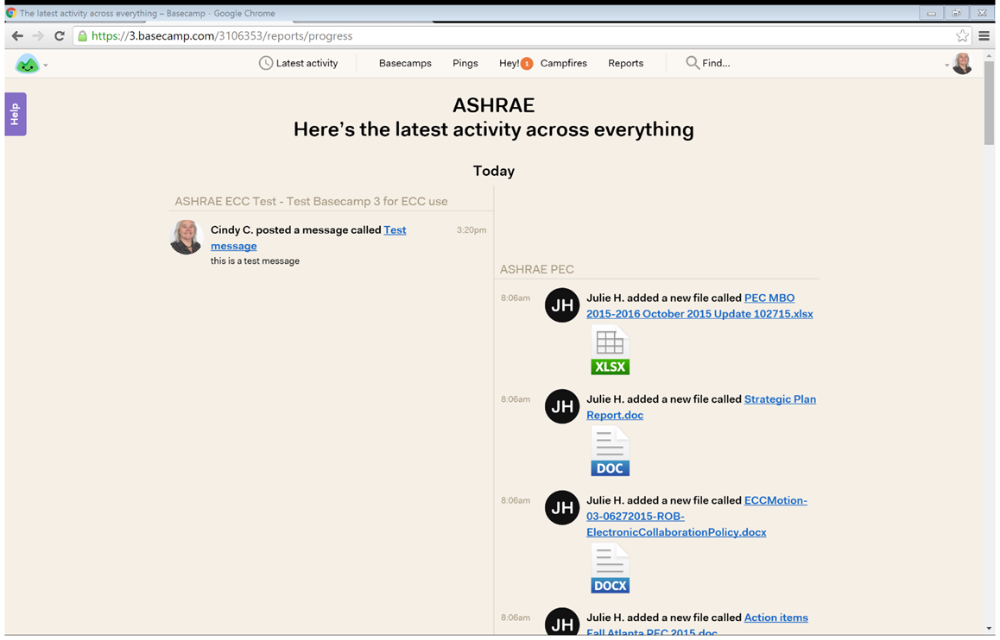 The latest activity across everything – Basecamp - Google Chrome
https://3.basecamp.com/3106353/reports/progress
Latest activity Basecamps Pings Hey! 1 Campfires Reports Find...
Help
ASHRAE
Here's the latest activity across everything
Today
ASHRAE ECC Test - Test Basecamp 3 for ECC use
Cindy C. posted a message called Test 3:20pm
message
this is a test message
ASHRAE PEC
8:06am JH Julie H. added a new file called PEC MBO
2015-2016 October 2015 Update 102715.xlsx
XLSX
8:06am JH Julie H. added a new file called Strategic Plan
Report.doc
DOC
8:06am JH Julie H. added a new file called ECCMotion-
03-06272015-ROB-
ElectronicCollaborationPolicy.docx
DOCX
8:06am JH Julie H. added a new file called Action items
Fall Atlanta PEC 2015.doc